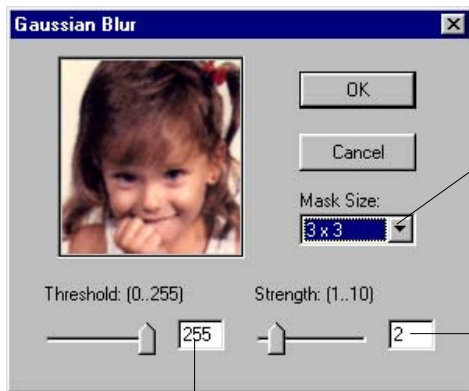 Gaussian Blur
OK
Cancel
Mask Size:
3 x 3
Threshold: (0..255)
Strength: (1..10)
255
2